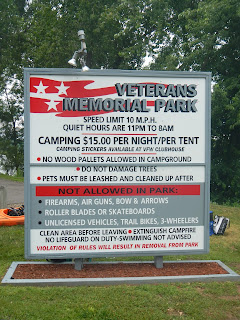 VETERANS
MEMORIAL PARK
SPEED LIMIT 10 M.P.H.
QUIET HOURS ARE 11PM TO 8AM
CAMPING $15.00 PER NIGHT/PER TENT
CAMPING STICKERS AVAILABLE AT VFW CLUBHOUSE
• NO WOOD PALLETS ALLOWED IN CAMPGROUND
• DO NOT DAMAGE TREES
• PETS MUST BE LEASHED AND CLEANED UP AFTER
NOT ALLOWED IN PARK:
• FIREARMS, AIR GUNS, BOW & ARROWS
• ROLLER BLADES OR SKATEBOARDS
• UNLICENSED VEHICLES, TRAIL BIKES, 3-WHEELERS
CLEAN AREA BEFORE LEAVING • EXTINGUISH CAMPFIRE
NO LIFEGUARD ON DUTY-SWIMMING NOT ADVISED
VIOLATION OF RULES WILL RESULT IN REMOVAL FROM PARK